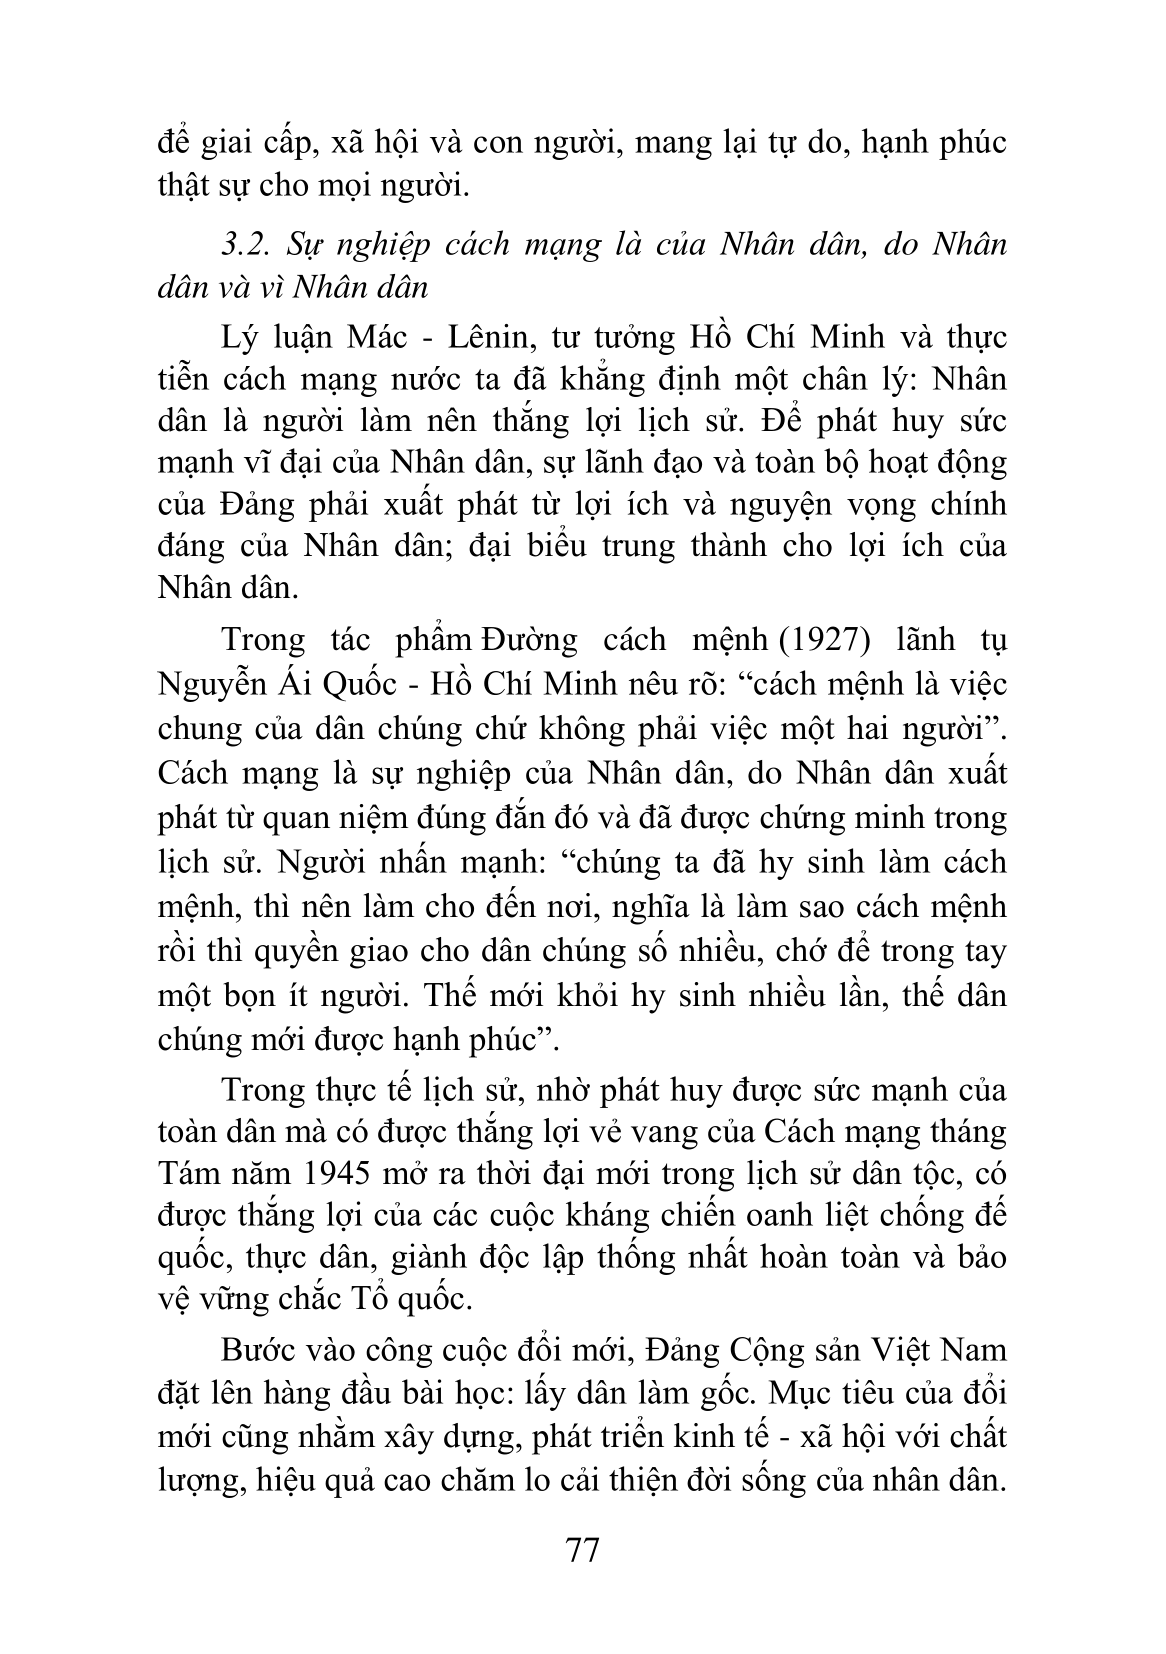 để giai cấp, xã hội và con người, mang lại tự do, hạnh phúc
thật sự cho mọi người.
3.2. Sự nghiệp cách mạng là của Nhân dân, do Nhân
dân và vì Nhân dân
Lý luận Mác - Lênin, tư tưởng Hồ Chí Minh và thực
tiễn cách mạng nước ta đã khẳng định một chân lý: Nhân
dân là người làm nên thắng lợi lịch sử. Để phát huy sức
mạnh vĩ đại của Nhân dân, sự lãnh đạo và toàn bộ hoạt động
của Đảng phải xuất phát từ lợi ích và nguyện vọng chính
đáng của Nhân dân; đại biểu trung thành cho lợi ích của
Nhân dân.
Trong tác phẩm Đường cách mệnh (1927) lãnh tụ
Nguyễn Ái Quốc - Hồ Chí Minh nêu rõ: “cách mệnh là việc
chung của dân chúng chứ không phải việc một hai người”.
Cách mạng là sự nghiệp của Nhân dân, do Nhân dân xuất
phát từ quan niệm đúng đắn đó và đã được chứng minh trong
lịch sử. Người nhấn mạnh: “chúng ta đã hy sinh làm cách
mệnh, thì nên làm cho đến nơi, nghĩa là làm sao cách mệnh
rồi thì quyền giao cho dân chúng số nhiều, chớ để trong tay
một bọn ít người. Thế mới khỏi hy sinh nhiều lần, thế dân
chúng mới được hạnh phúc”.
Trong thực tế lịch sử, nhờ phát huy được sức mạnh của
toàn dân mà có được thắng lợi vẻ vang của Cách mạng tháng
Tám năm 1945 mở ra thời đại mới trong lịch sử dân tộc, có
được thắng lợi của các cuộc kháng chiến oanh liệt chống đế
quốc, thực dân, giành độc lập thống nhất hoàn toàn và bảo
vệ vững chắc Tổ quốc.
Bước vào công cuộc đổi mới, Đảng Cộng sản Việt Nam
đặt lên hàng đầu bài học: lấy dân làm gốc. Mục tiêu của đổi
mới cũng nhằm xây dựng, phát triển kinh tế - xã hội với chất
lượng, hiệu quả cao chăm lo cải thiện đời sống của nhân dân.
77